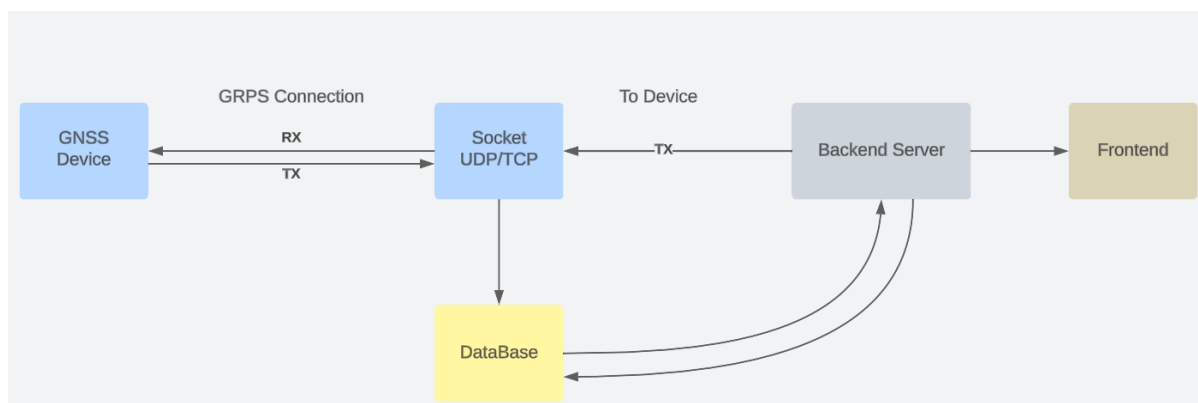 GRPS Connection
To Device
GNSS
Device
RX
TX
Socket
UDP/TCP
TX
Backend Server
Frontend
DataBase